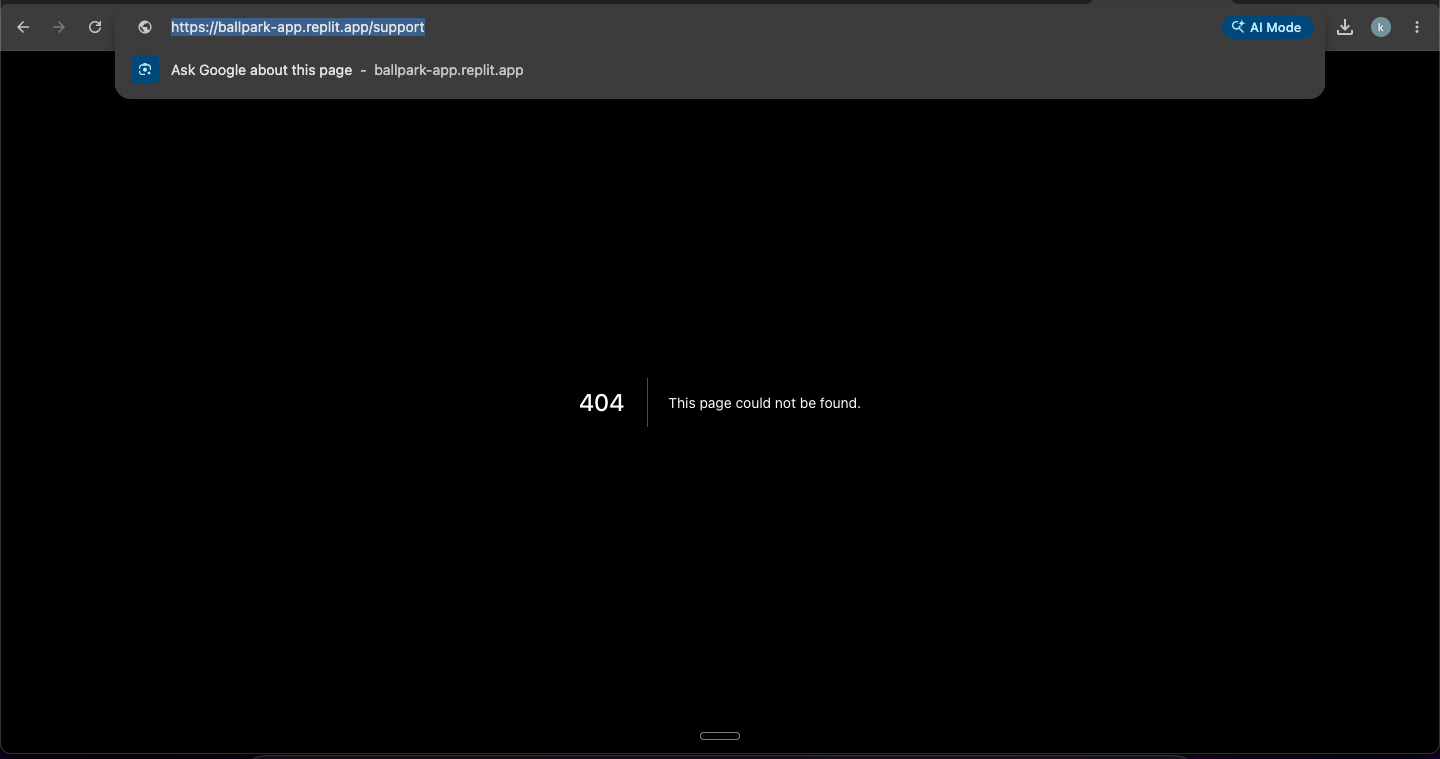 https://ballpark-app.replit.app/support
AI Mode
k
Ask Google about this page - ballpark-app.replit.app
404
This page could not be found.